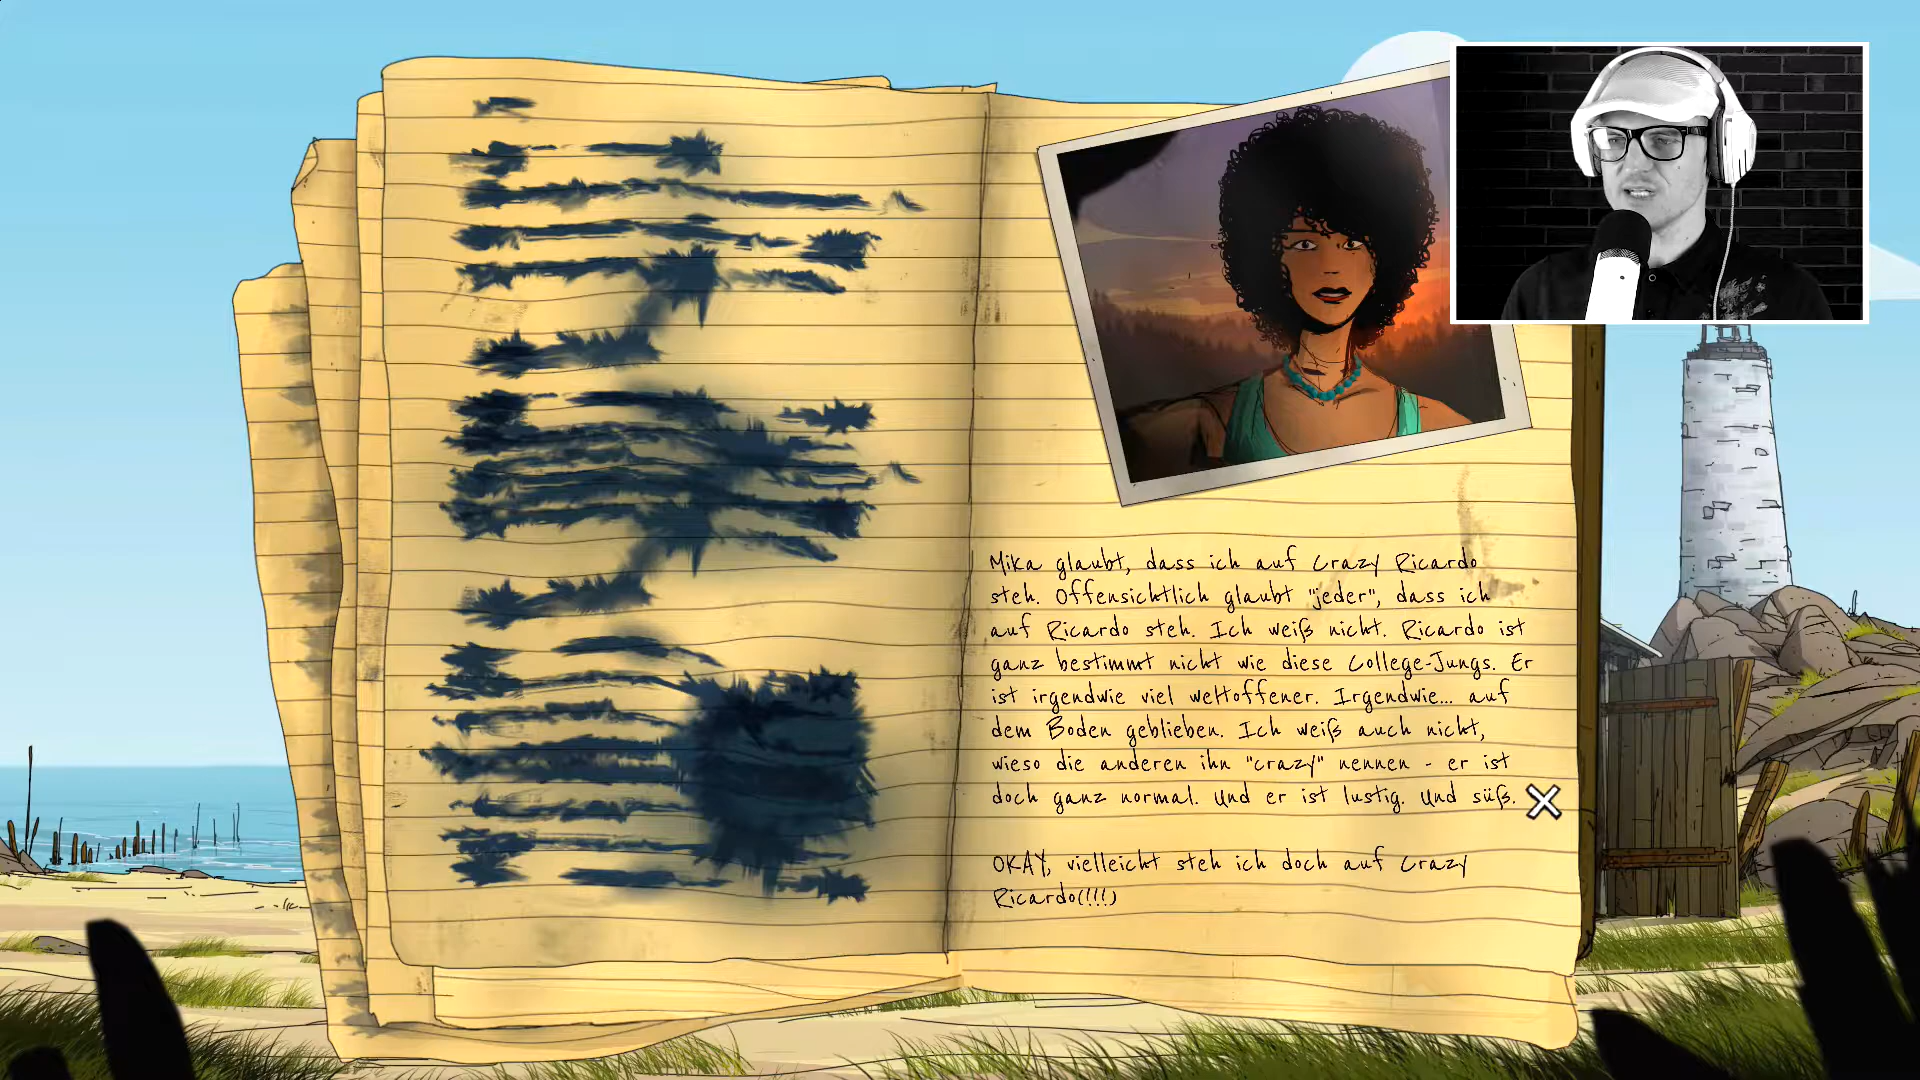 Mika glaubt, dass ich auf Crazy Ricardo
steh. Offensichtlich glaubt "jeder", dass ich
auf Ricardo steh. Ich weiß nicht. Ricardo ist
ganz bestimmt nicht wie diese College-Jungs. Er
ist irgendwie viel weltoffener. Irgendwie... auf
dem Boden geblieben. Ich weiß auch nicht,
wieso die anderen ihn "crazy" nennen - er ist
doch ganz normal. Und er ist lustig. Und süß.
OKAY, vielleicht steh ich doch auf Crazy
Ricardo(!!!)